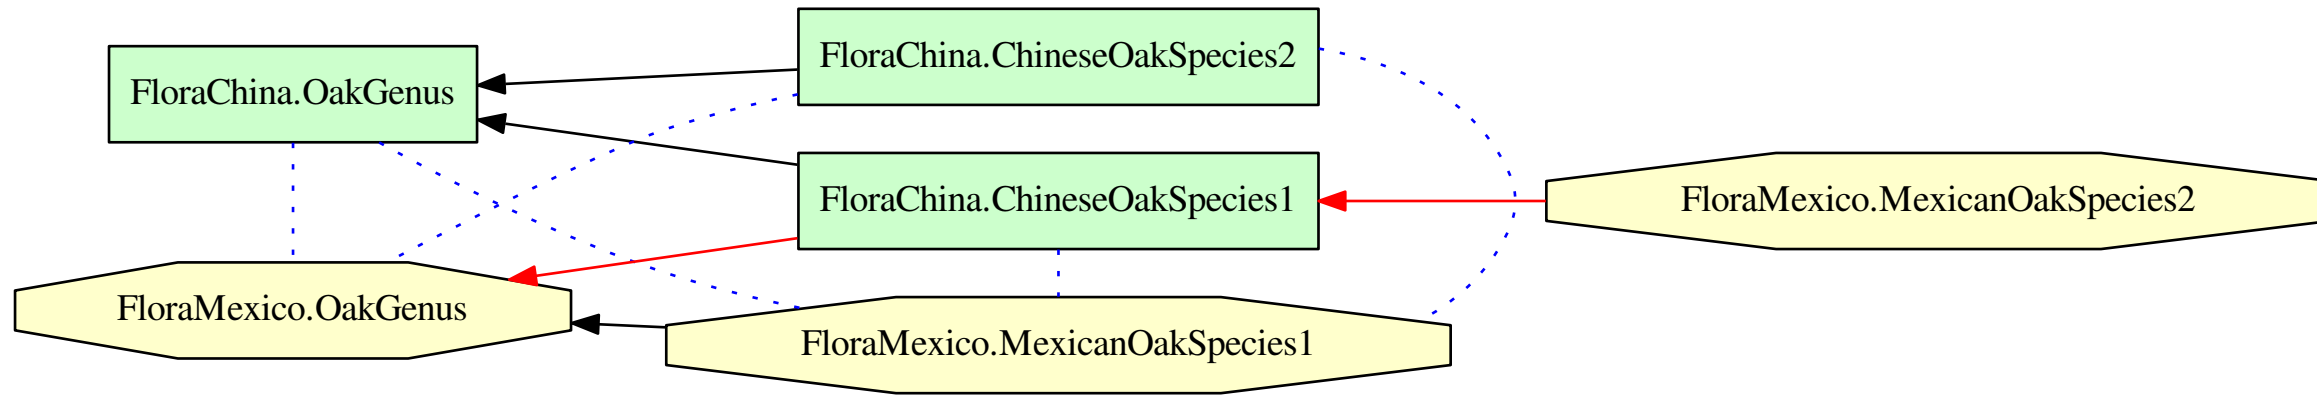 FloraChina.ChineseOakSpecies2
FloraChina.OakGenus
FloraChina.ChineseOakSpecies1
FloraMexico.MexicanOakSpecies2
FloraMexico.OakGenus
FloraMexico.MexicanOakSpecies1